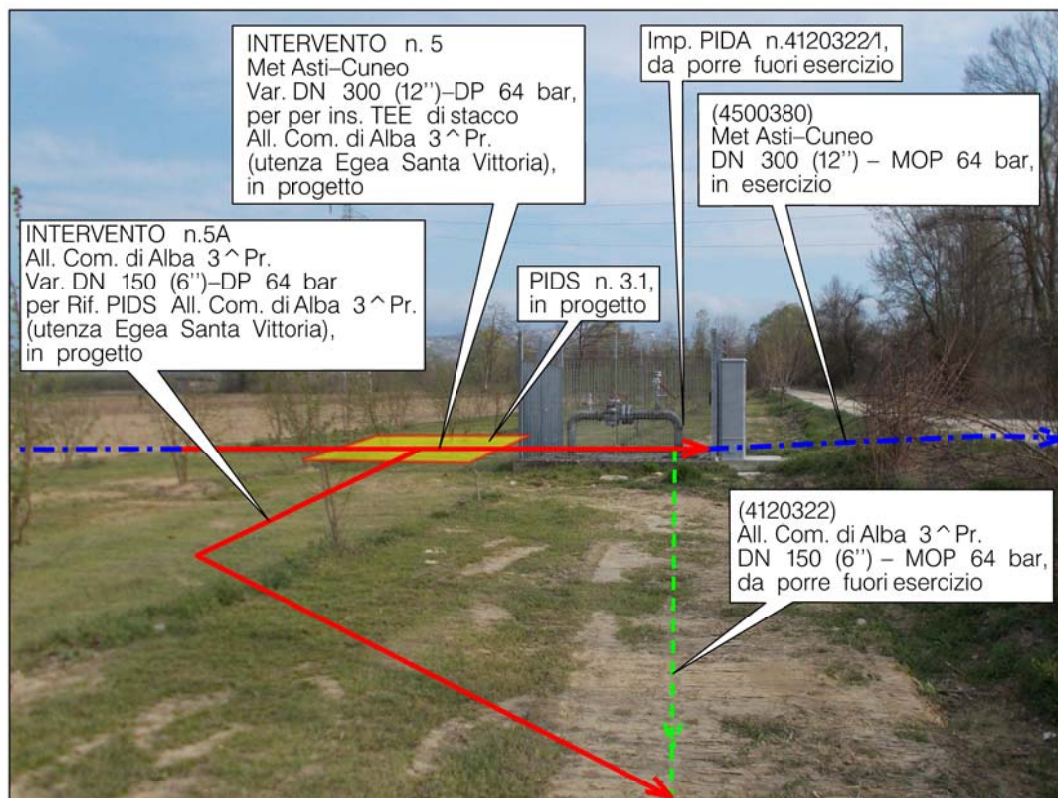 INTERVENTO n. 5
Met Asti–Cuneo
Var. DN 300 (12'')–DP 64 bar,
per per ins. TEE di stacco
All. Com. di Alba 3^Pr.
(utenza Egea Santa Vittoria),
in progetto
Imp. PIDA n.4120322/1,
da porre fuori esercizio
(4500380)
Met Asti–Cuneo
DN 300 (12'') – MOP 64 bar,
in esercizio
INTERVENTO n.5A
All. Com. di Alba 3^Pr.
Var. DN 150 (6'')–DP 64 bar
per Rif. PIDS All. Com. di Alba 3^Pr.
(utenza Egea Santa Vittoria),
in progetto
PIDS n. 3.1,
in progetto
(4120322)
All. Com. di Alba 3^Pr.
DN 150 (6'') – MOP 64 bar,
da porre fuori esercizio